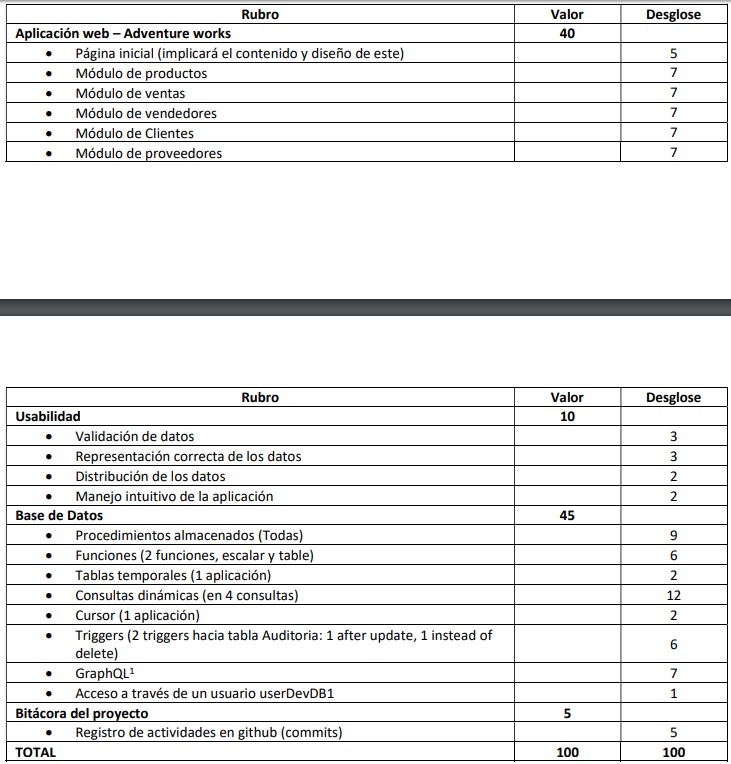 Rubro Valor Desglose
Aplicación web – Adventure works 40
• Página inicial (implicará el contenido y diseño de este) 5
• Módulo de productos 7
• Módulo de ventas 7
• Módulo de vendedores 7
• Módulo de Clientes 7
• Módulo de proveedores 7
Rubro Valor Desglose
Usabilidad 10
• Validación de datos 3
• Representación correcta de los datos 3
• Distribución de los datos 2
• Manejo intuitivo de la aplicación 2
Base de Datos 45
• Procedimientos almacenados (Todas) 9
• Funciones (2 funciones, escalar y table) 6
• Tablas temporales (1 aplicación) 2
• Consultas dinámicas (en 4 consultas) 12
• Cursor (1 aplicación) 2
• Triggers (2 triggers hacia tabla Auditoria: 1 after update, 1 instead of
delete) 6
• GraphQL¹ 7
• Acceso a través de un usuario userDevDB1 1
Bitácora del proyecto 5
• Registro de actividades en github (commits) 5
TOTAL 100 100